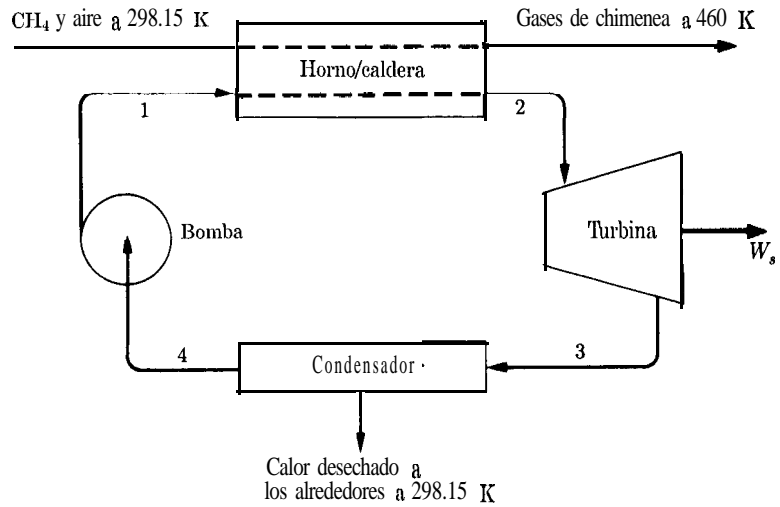 CH₄ y aire a 298.15 K
Gases de chimenea a 460 K
Horno/caldera
1
2
Bomba
Turbina
Wₛ
4
Condensador
3
Calor desechado a
los alrededores a 298.15 K